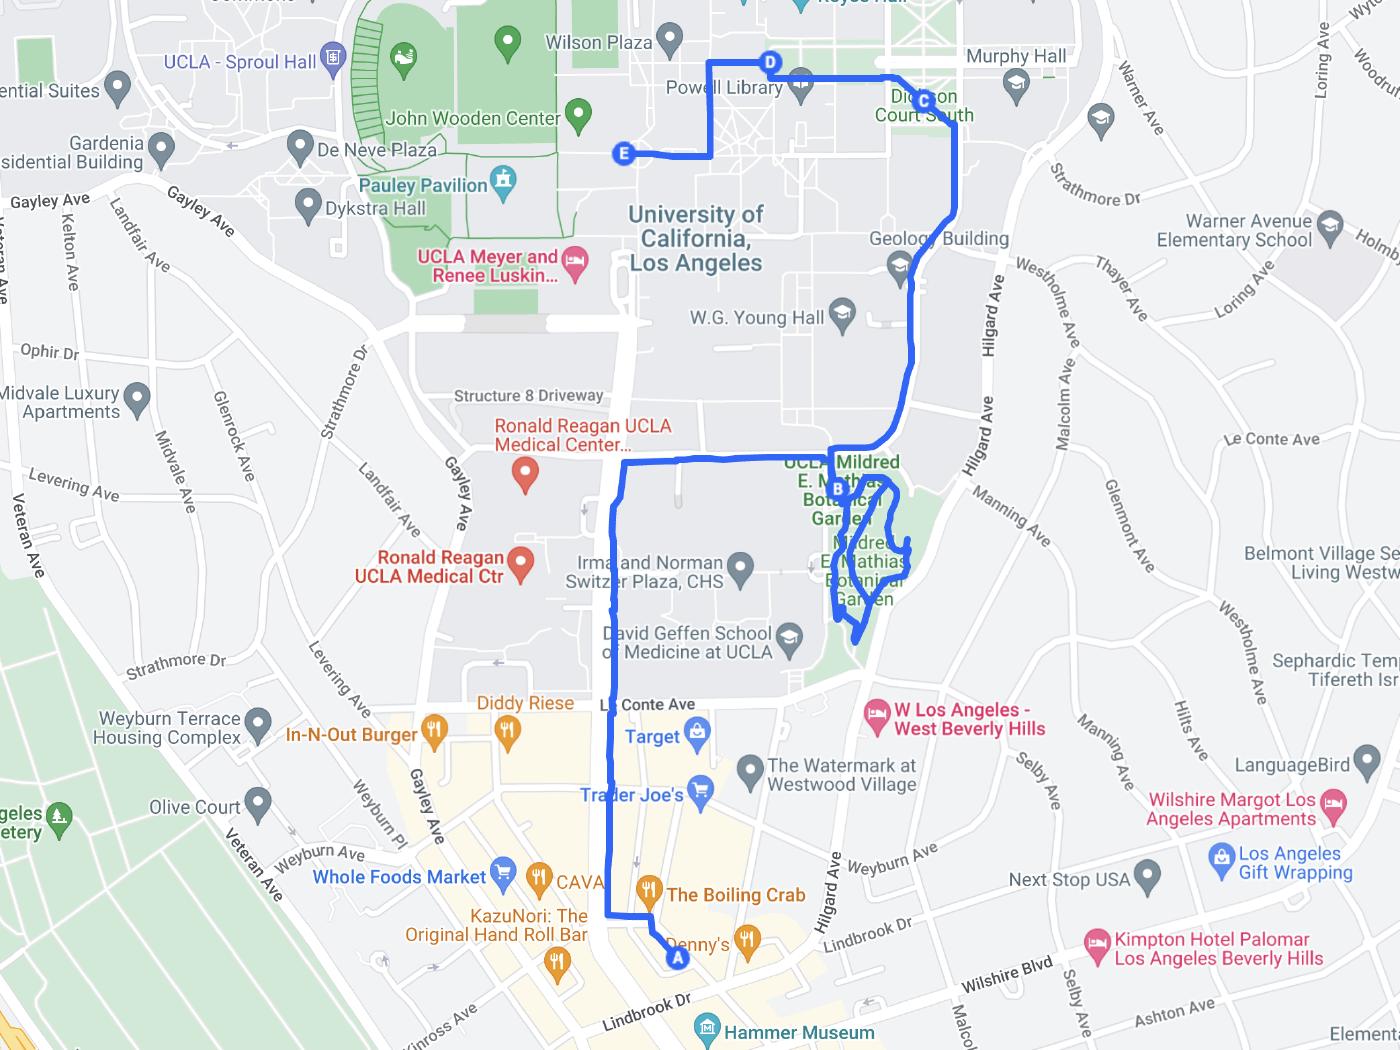 Keyes Hall
Wilson Plaza
UCLA - Sproul Hall
Murphy Hall
Loring Ave
Warner Ave
ential Suites
Powell Library
D
C
Dickson
Court South
John Wooden Center
Gardenia
sidential Building
De Neve Plaza
E
Pauley Pavilion
Strathmore Dr
Gayley Ave
Gayley Ave
Dykstra Hall
Kelton Ave
Landfair Ave
University of
California,
Los Angeles
Warner Avenue
Elementary School
Geology Building
UCLA Meyer and
Renee Luskin...
Westholme Ave
Thayer Ave
Loring Ave
Hilgard Ave
W.G. Young Hall
Ophir Dr
Strathmore Dr
Midvale Luxury
Apartments
Structure 8 Driveway
Glenrock Ave
Malcolm Ave
Ronald Reagan UCLA
Medical Center...
Midvale Ave
Hilgard Ave
Le Conte Ave
Levering Ave
Landfair Ave
Gayley Ave
UCLA Mildred
E. Mathias
Botanical
Garden
B
Veteran Ave
Manning Ave
Glenmont Ave
Ronald Reagan
UCLA Medical Ctr
Irma and Norman
Switzer Plaza, CHS
Mildred
E. Mathias
Botanical
Garden
Belmont Village Se
Living Westw
David Geffen School
of Medicine at UCLA
Westholme Ave
Strathmore Dr
Levering Ave
Sephardic Temp
Tifereth Isr
Diddy Riese
Le Conte Ave
W Los Angeles -
West Beverly Hills
Weyburn Terrace
Housing Complex
In-N-Out Burger
Target
Hilts Ave
Manning Ave
The Watermark at
Westwood Village
LanguageBird
Selby Ave
Trader Joe's
Olive Court
Gayley Ave
Weyburn Pl
Wilshire Margot Los
Angeles Apartments
geles
etery
Veteran Ave
Weyburn Ave
Weyburn Ave
Los Angeles
Gift Wrapping
Whole Foods Market
CAVA
The Boiling Crab
Next Stop USA
Hilgard Ave
KazuNori: The
Original Hand Roll Bar
Denny's
A
Lindbrook Dr
Kimpton Hotel Palomar
Los Angeles Beverly Hills
Wilshire Blvd
Lindbrook Dr
Selby Ave
Ashton Ave
Kinross Ave
Hammer Museum
Malcol
Element